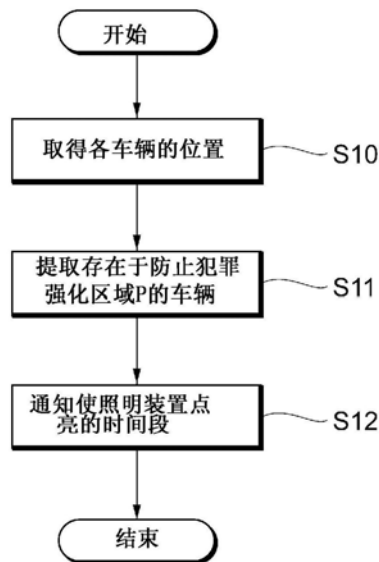 开始
取得各车辆的位置
S10
提取存在于防止犯罪
强化区域P的车辆
S11
通知使照明装置点
亮的时间段
S12
结束